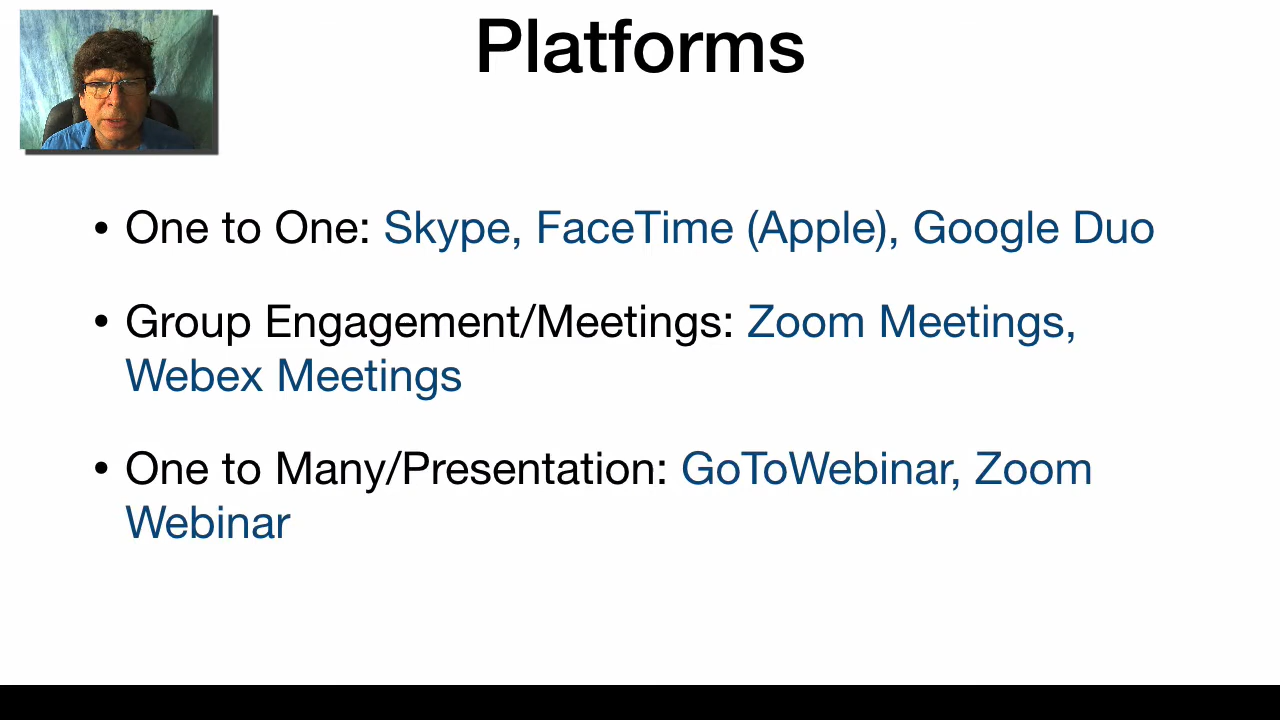 Platforms
• One to One: Skype, FaceTime (Apple), Google Duo
• Group Engagement/Meetings: Zoom Meetings,
Webex Meetings
• One to Many/Presentation: GoToWebinar, Zoom
Webinar